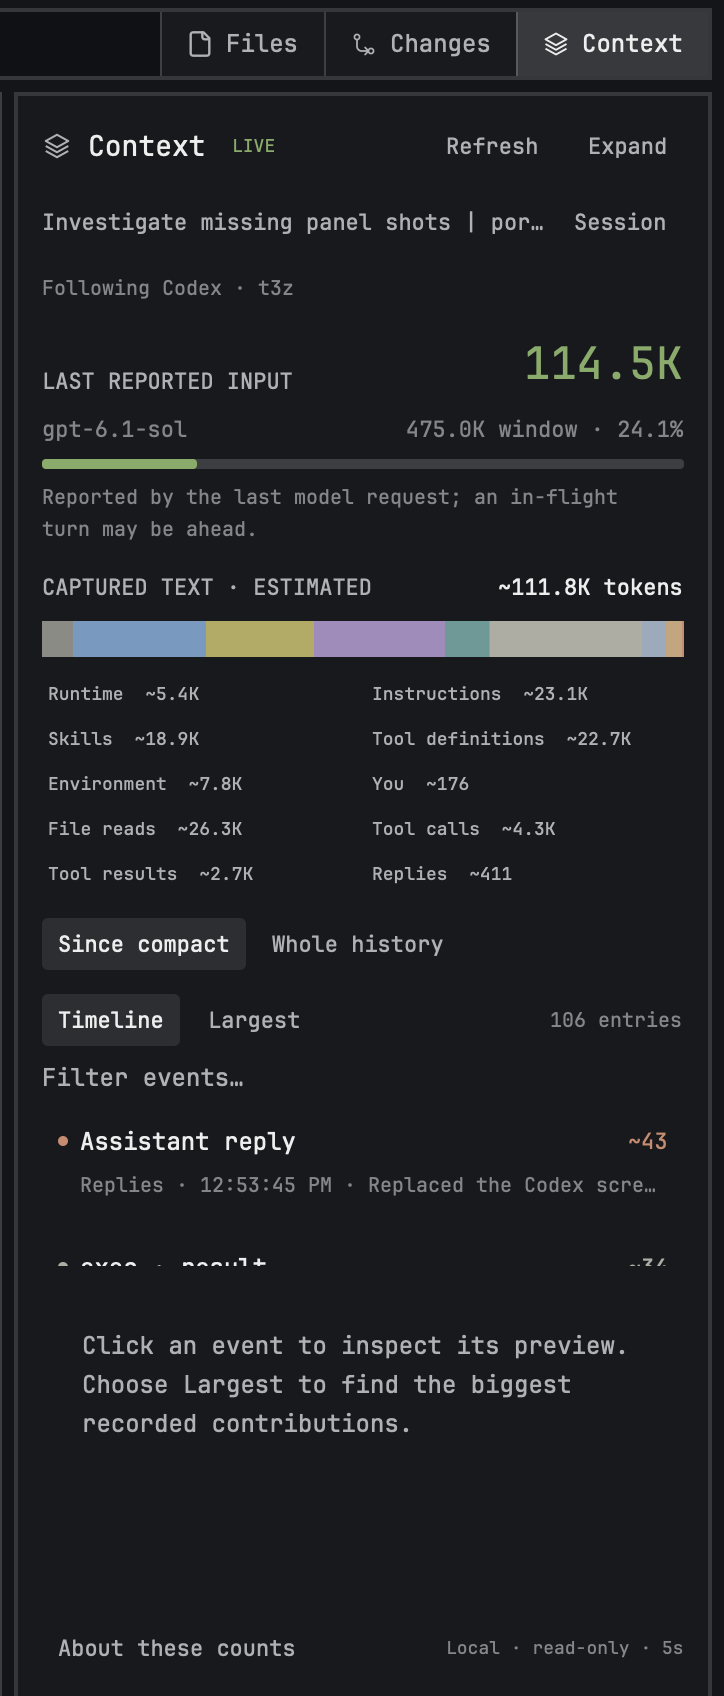 Files Changes Context
Context LIVE Refresh Expand
Investigate missing panel shots | por… Session
Following Codex · t3z
LAST REPORTED INPUT 114.5K
gpt-6.1-sol 475.0K window · 24.1%
Reported by the last model request; an in-flight
turn may be ahead.
CAPTURED TEXT · ESTIMATED ~111.8K tokens
Runtime ~5.4K Instructions ~23.1K
Skills ~18.9K Tool definitions ~22.7K
Environment ~7.8K You ~176
File reads ~26.3K Tool calls ~4.3K
Tool results ~2.7K Replies ~411
Since compact Whole history
Timeline Largest 106 entries
Filter events…
Assistant reply ~43
Replies · 12:53:45 PM · Replaced the Codex scre…
exec · result
Click an event to inspect its preview.
Choose Largest to find the biggest
recorded contributions.
About these counts Local · read-only · 5s